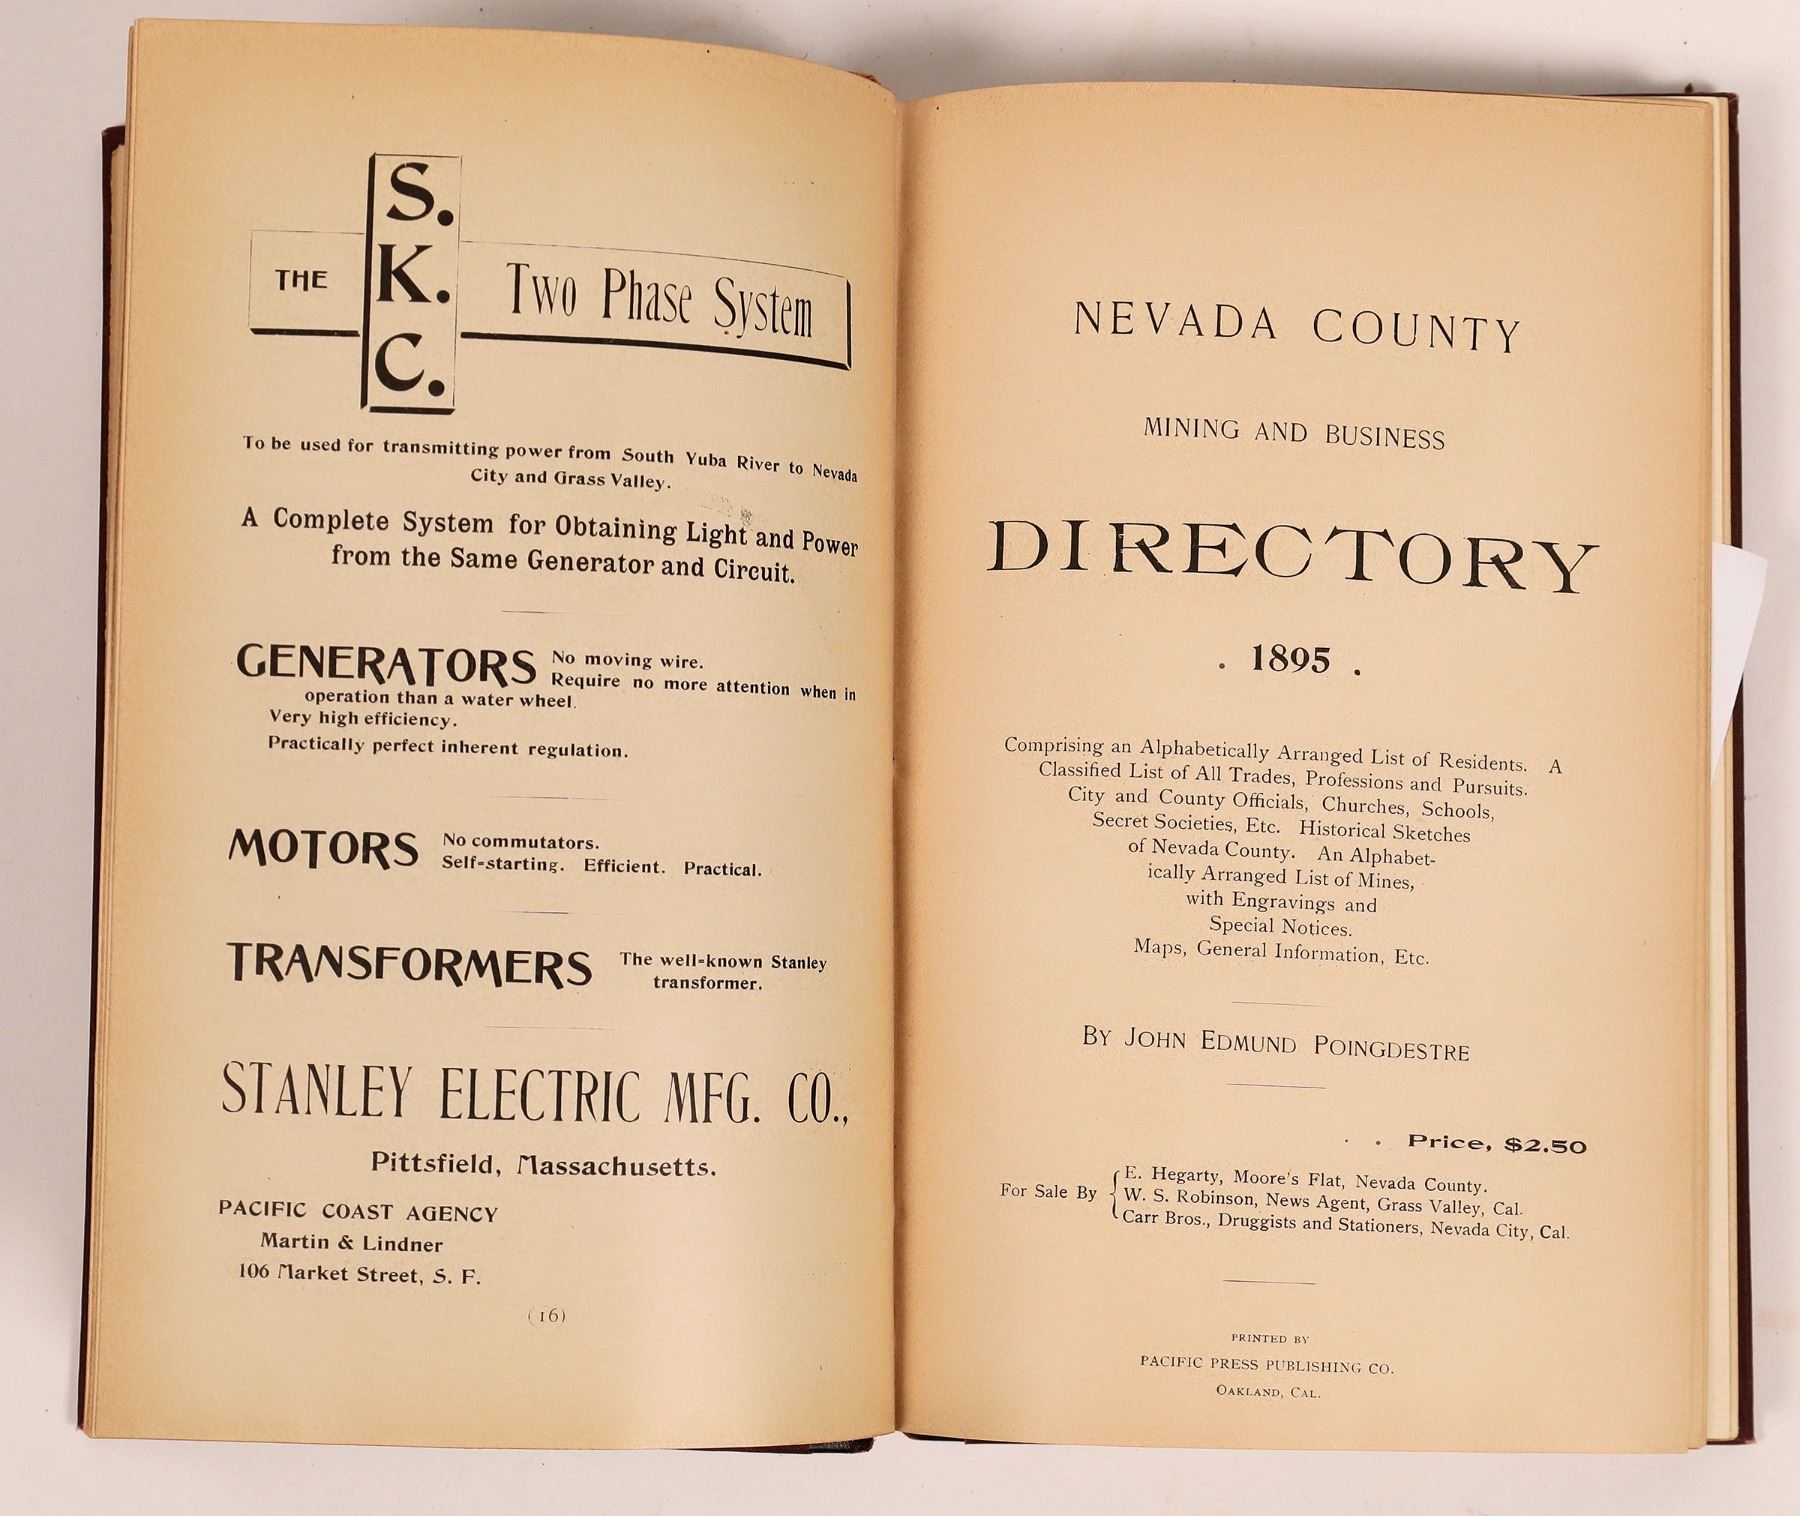 THE S. K. C. Two Phase System
To be used for transmitting power from South Yuba River to Nevada
City and Grass Valley.
A Complete System for Obtaining Light and Power
from the Same Generator and Circuit.
GENERATORS No moving wire.
Require no more attention when in
operation than a water wheel.
Very high efficiency.
Practically perfect inherent regulation.
MOTORS No commutators.
Self-starting. Efficient. Practical.
TRANSFORMERS The well-known Stanley
transformer.
STANLEY ELECTRIC MFG. CO.,
Pittsfield, Massachusetts.
PACIFIC COAST AGENCY
Martin & Lindner
106 Market Street, S. F.
(16)
NEVADA COUNTY
MINING AND BUSINESS
DIRECTORY
. 1895 .
Comprising an Alphabetically Arranged List of Residents. A
Classified List of All Trades, Professions and Pursuits.
City and County Officials, Churches, Schools,
Secret Societies, Etc. Historical Sketches
of Nevada County. An Alphabet-
ically Arranged List of Mines,
with Engravings and
Special Notices.
Maps, General Information, Etc.
BY JOHN EDMUND POINGDESTRE
. . Price, $2.50
For Sale By { E. Hegarty, Moore's Flat, Nevada County.
W. S. Robinson, News Agent, Grass Valley, Cal.
Carr Bros., Druggists and Stationers, Nevada City, Cal.
PRINTED BY
PACIFIC PRESS PUBLISHING CO.
OAKLAND, CAL.